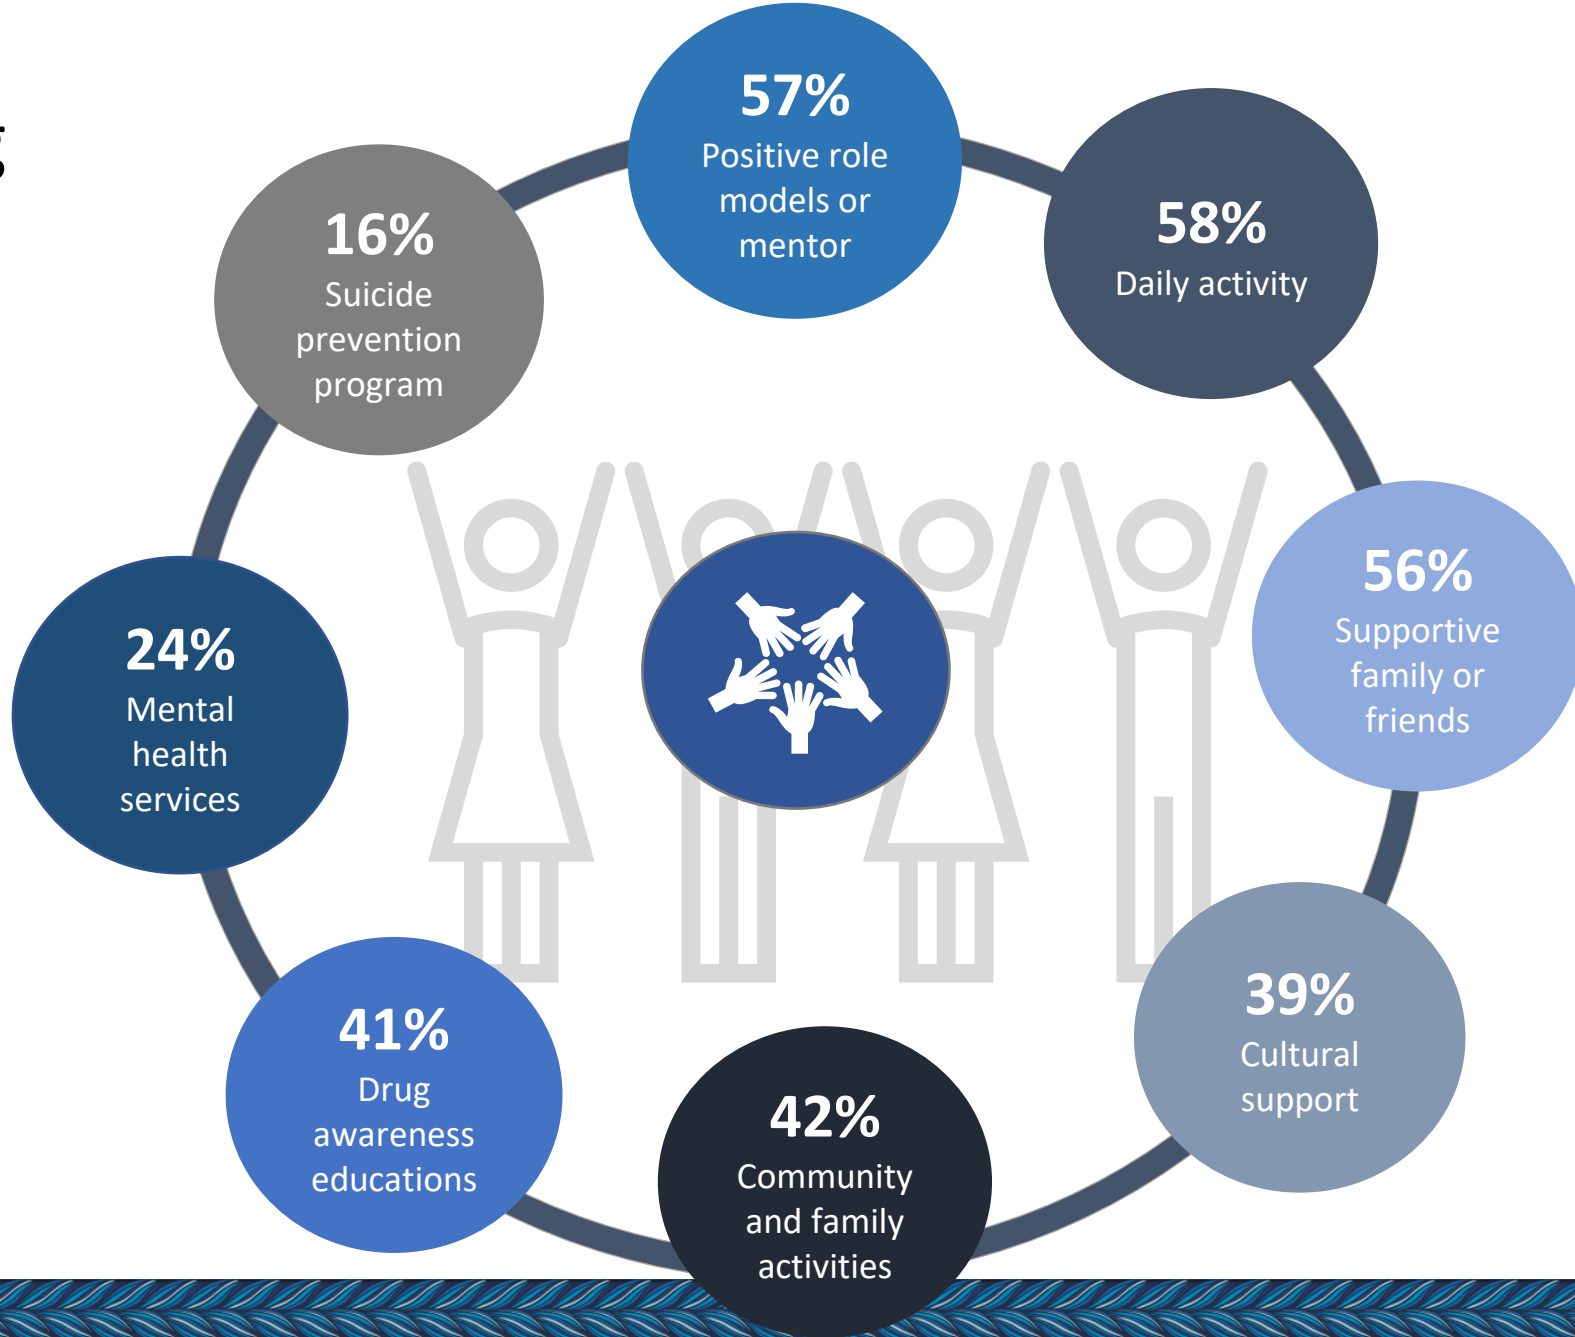 57%
Positive role
models or
mentor
58%
Daily activity
56%
Supportive
family or
friends
39%
Cultural
support
42%
Community
and family
activities
41%
Drug
awareness
educations
24%
Mental
health
services
16%
Suicide
prevention
program